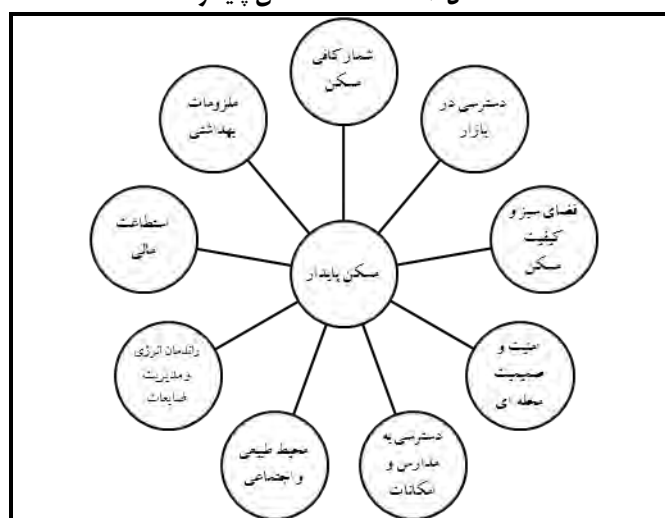 شمار کافی
مسکن
دسترسی در
بازار
فضای سبز و
کیفیت
مسکن
امنیت و
صمیمیت
محله ای
دسترسی به
مدارس و
امکانات
محیط طبیعی
و اجتماعی
راندمان انرژی
و مدیریت
ضایعات
استطاعت
مالی
ملزومات
بهداشتی
مسکن پایدار